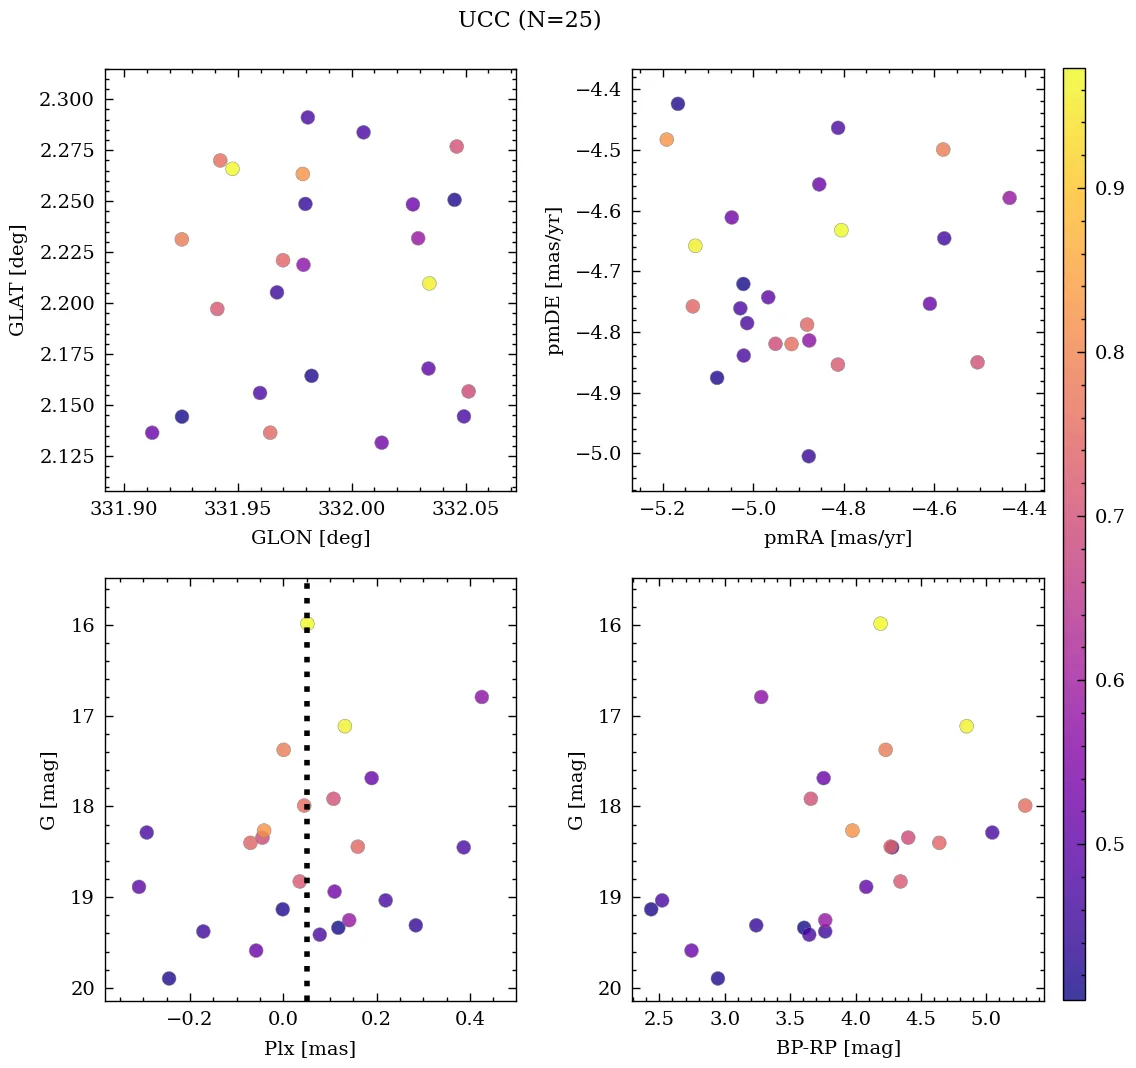 UCC (N=25)
2.300
2.275
2.250
2.225
2.200
2.175
2.150
2.125
GLAT [deg]
331.90 331.95 332.00 332.05
GLON [deg]
−4.4
−4.5
−4.6
−4.7
−4.8
−4.9
−5.0
pmDE [mas/yr]
−5.2 −5.0 −4.8 −4.6 −4.4
pmRA [mas/yr]
16
17
18
19
20
G [mag]
−0.2 0.0 0.2 0.4
Plx [mas]
16
17
18
19
20
G [mag]
2.5 3.0 3.5 4.0 4.5 5.0
BP-RP [mag]
0.9
0.8
0.7
0.6
0.5